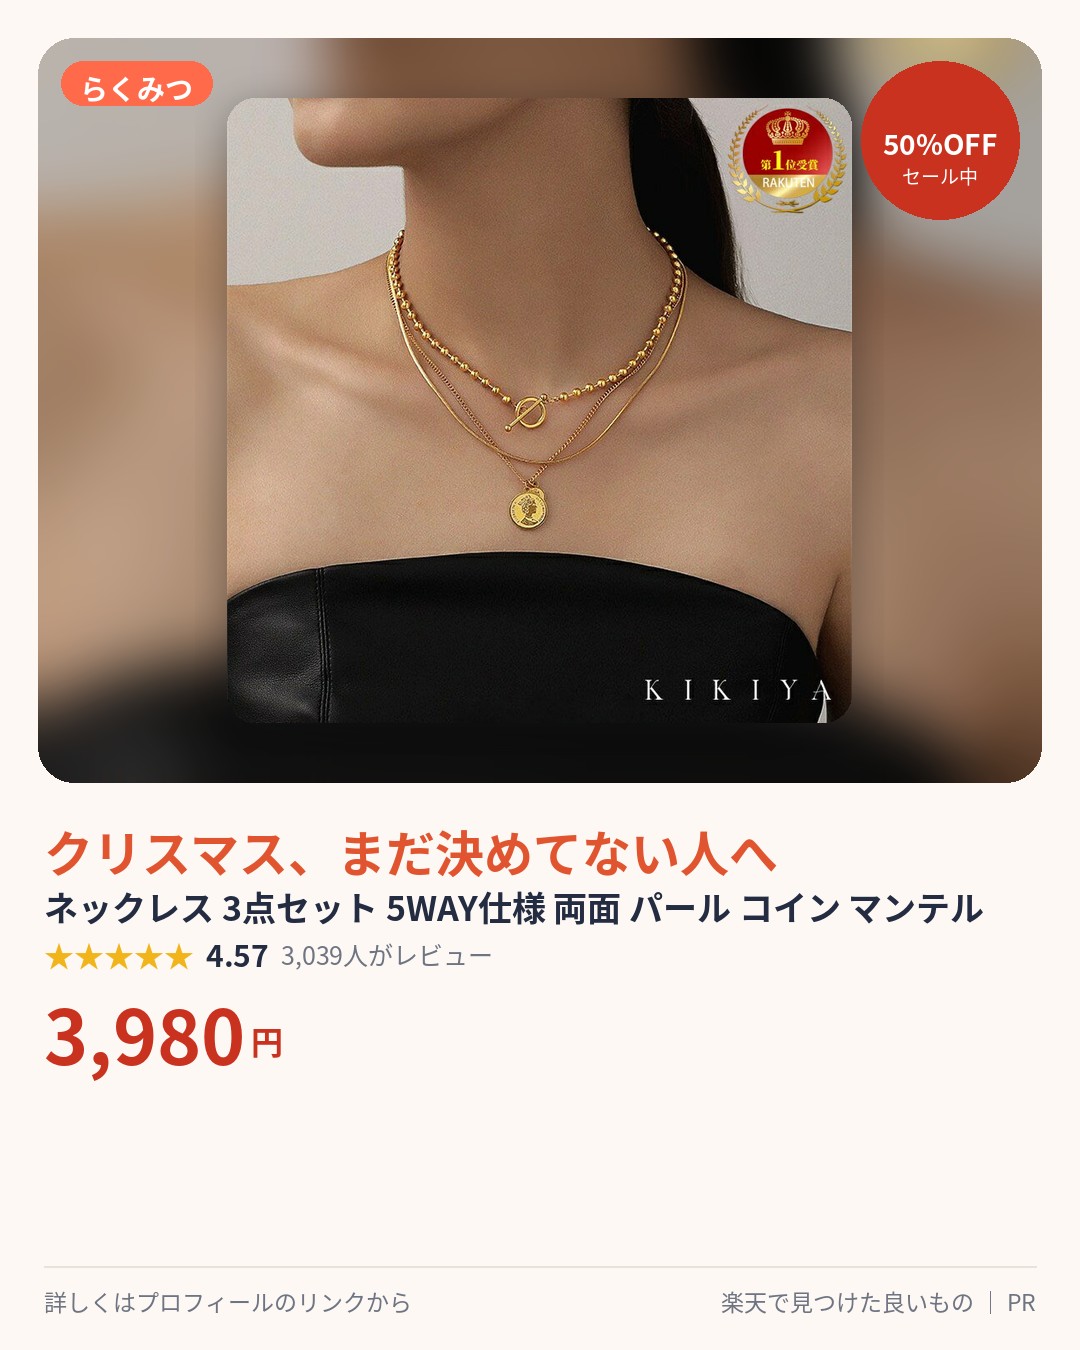 らくみつ
第1位受賞
RAKUTEN
50%OFF
セール中
KIKIYA
クリスマス、まだ決めてない人へ
ネックレス 3点セット 5WAY仕様 両面 パール コイン マンテル
★★★★★ 4.57 3,039人がレビュー
3,980円
詳しくはプロフィールのリンクから
楽天で見つけた良いもの | PR